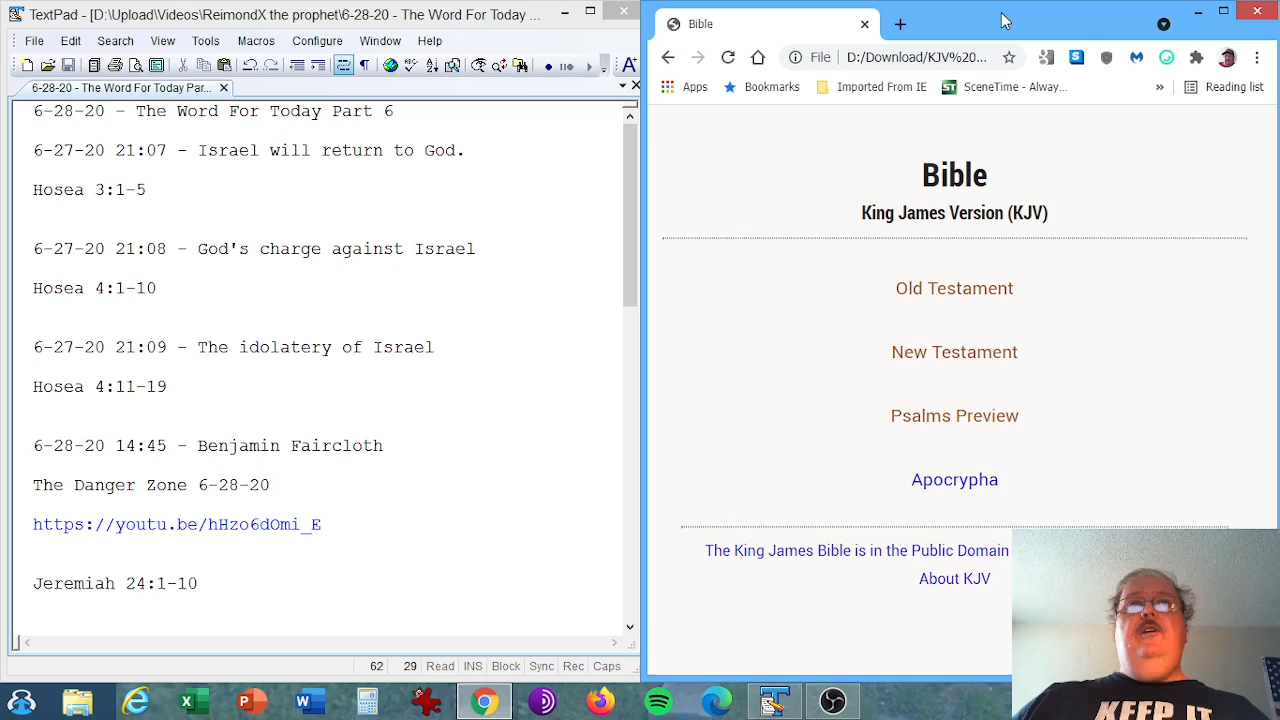 TextPad - [D:\Upload\Videos\ReimondX the prophet\6-28-20 - The Word For Today ...
File Edit Search View Tools Macros Configure Window Help
6-28-20 - The Word For Today Par...
6-28-20 - The Word For Today Part 6
6-27-20 21:07 - Israel will return to God.
Hosea 3:1-5
6-27-20 21:08 - God's charge against Israel
Hosea 4:1-10
6-27-20 21:09 - The idolatery of Israel
Hosea 4:11-19
6-28-20 14:45 - Benjamin Faircloth
The Danger Zone 6-28-20
https://youtu.be/hHzo6dOmi_E
Jeremiah 24:1-10
62 29 Read INS Block Sync Rec Caps
Bible
File D:/Download/KJV%20...
Apps Bookmarks Imported From IE ST SceneTime - Alway... » Reading list
Bible
King James Version (KJV)
Old Testament
New Testament
Psalms Preview
Apocrypha
The King James Bible is in the Public Domain
About KJV
KEEP IT